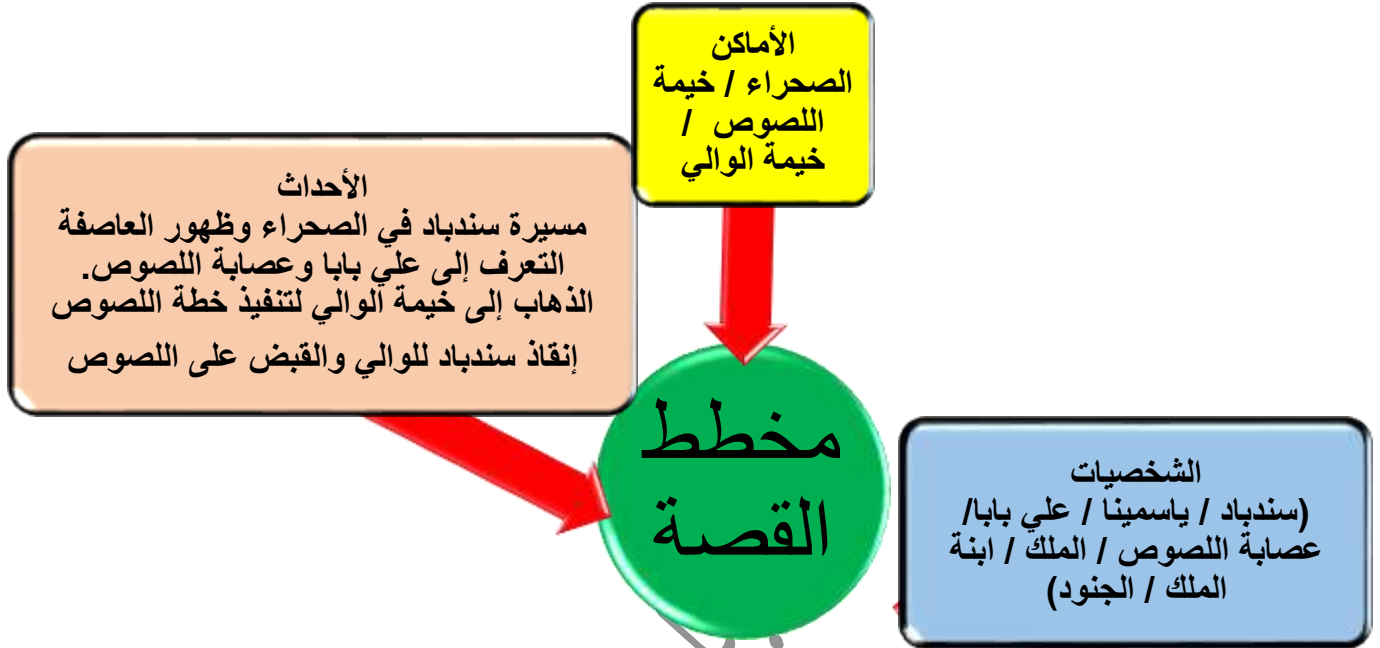 الأماكن
الصحراء / خيمة
اللصوص /
خيمة الوالي
الأحداث
مسيرة سندباد في الصحراء وظهور العاصفة
التعرف إلى علي بابا وعصابة اللصوص.
الذهاب إلى خيمة الوالي لتنفيذ خطة اللصوص
إنقاذ سندباد للوالي والقبض على اللصوص
مخطط
القصة
الشخصيات
(سندباد / ياسمينا / علي بابا/
عصابة اللصوص / الملك / ابنة
الملك / الجنود)